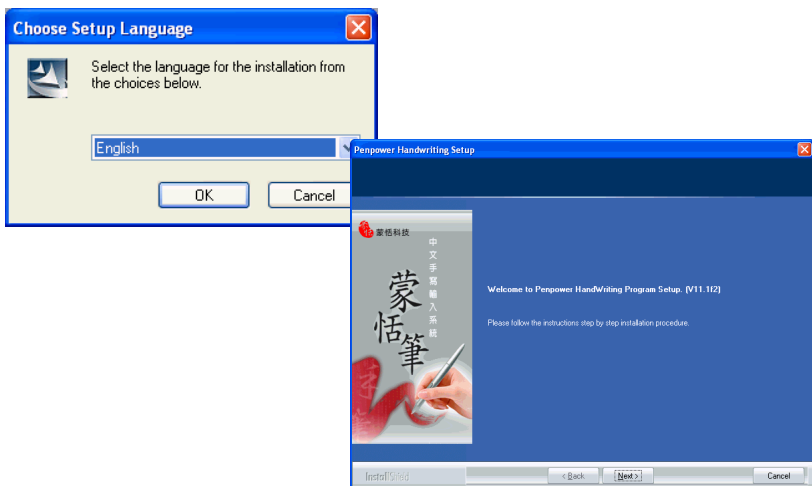 Choose Setup Language
Select the language for the installation from
the choices below.
English
OK
Cancel
Penpower Handwriting Setup
蒙恬科技
中文手寫輸入系統
蒙恬筆
Welcome to Penpower HandWriting Program Setup. (V11.1f2)
Please follow the instructions step by step installation procedure.
InstallShield
< Back
Next >
Cancel